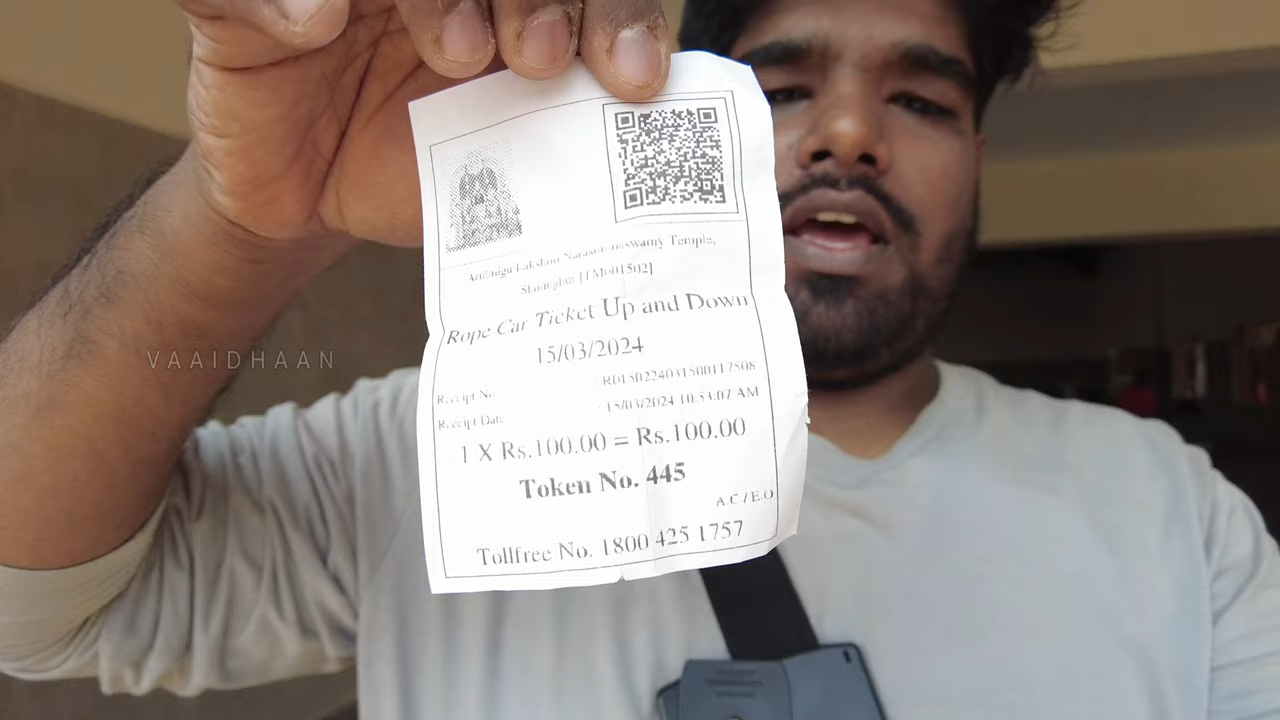 Arulmigu Lakshmi Narasimhaswamy Temple,
[TM001502]
Rope Car Ticket Up and Down
15/03/2024
Receipt No : R0150224031500117508
Receipt Date : 15/03/2024 10:53:07 AM
1 X Rs.100.00 = Rs.100.00
Token No. 445
A.C / E.O
Tollfree No. 1800 425 1757
VAAIDHAAN